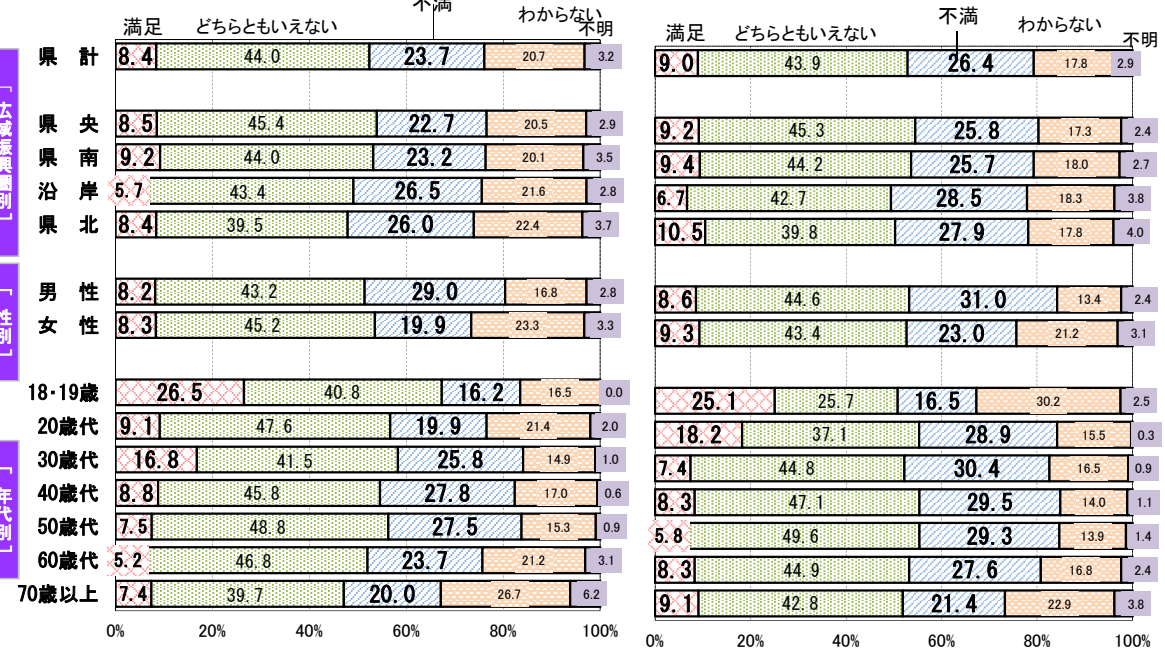 満足 どちらともいえない 不満 わからない 不明
県 計 8.4 44.0 23.7 20.7 3.2
［広域振興圏別］
県 央 8.5 45.4 22.7 20.5 2.9
県 南 9.2 44.0 23.2 20.1 3.5
沿 岸 5.7 43.4 26.5 21.6 2.8
県 北 8.4 39.5 26.0 22.4 3.7
［性別］
男 性 8.2 43.2 29.0 16.8 2.8
女 性 8.3 45.2 19.9 23.3 3.3
［年代別］
18・19歳 26.5 40.8 16.2 16.5 0.0
20歳代 9.1 47.6 19.9 21.4 2.0
30歳代 16.8 41.5 25.8 14.9 1.0
40歳代 8.8 45.8 27.8 17.0 0.6
50歳代 7.5 48.8 27.5 15.3 0.9
60歳代 5.2 46.8 23.7 21.2 3.1
70歳以上 7.4 39.7 20.0 26.7 6.2
0% 20% 40% 60% 80% 100%
満足 どちらともいえない 不満 わからない 不明
9.0 43.9 26.4 17.8 2.9
9.2 45.3 25.8 17.3 2.4
9.4 44.2 25.7 18.0 2.7
6.7 42.7 28.5 18.3 3.8
10.5 39.8 27.9 17.8 4.0
8.6 44.6 31.0 13.4 2.4
9.3 43.4 23.0 21.2 3.1
25.1 25.7 16.5 30.2 2.5
18.2 37.1 28.9 15.5 0.3
7.4 44.8 30.4 16.5 0.9
8.3 47.1 29.5 14.0 1.1
5.8 49.6 29.3 13.9 1.4
8.3 44.9 27.6 16.8 2.4
9.1 42.8 21.4 22.9 3.8
0% 20% 40% 60% 80% 100%